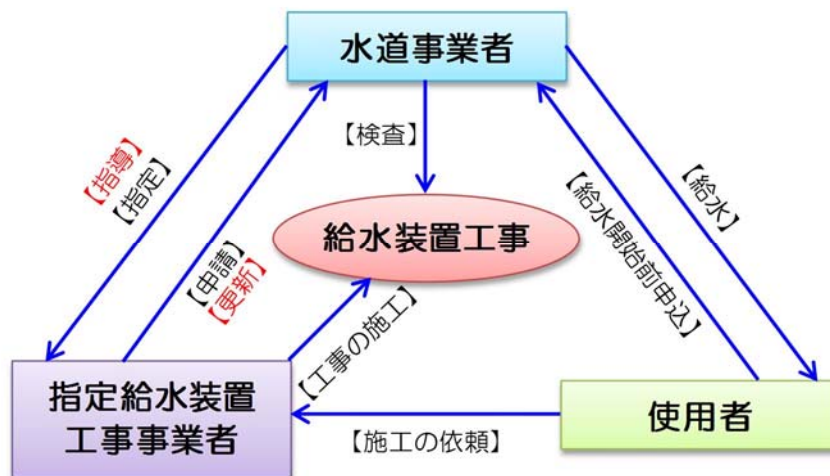 水道事業者
【検査】
【指導】
【指定】
【給水】
【給水開始前申込】
給水装置工事
【申請】
【更新】
【工事の施工】
指定給水装置
工事事業者
【施工の依頼】
使用者